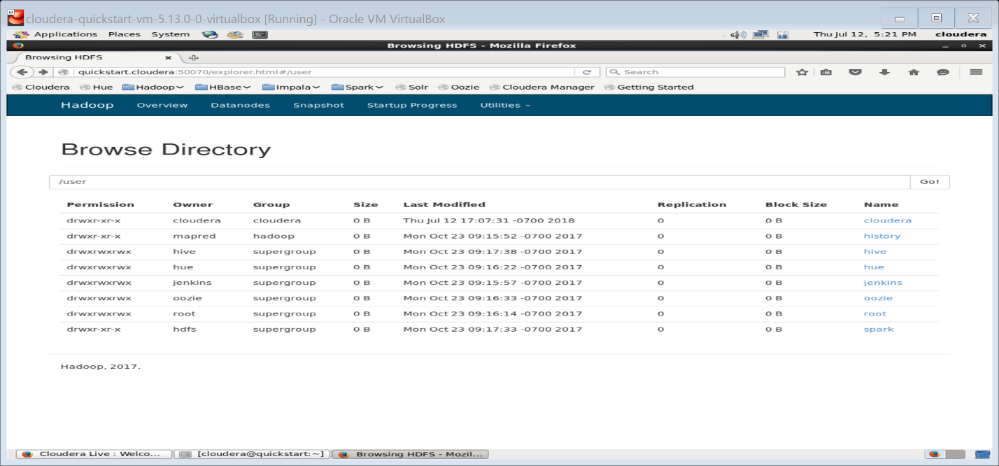 cloudera-quickstart-vm-5.13.0-0-virtualbox [Running] - Oracle VM VirtualBox
Applications Places System Thu Jul 12, 5:21 PM cloudera
Browsing HDFS - Mozilla Firefox
Browsing HDFS
quickstart.cloudera:50070/explorer.html#/user Search
Cloudera Hue Hadoop HBase Impala Spark Solr Oozie Cloudera Manager Getting Started
Hadoop Overview Datanodes Snapshot Startup Progress Utilities
Browse Directory
/user Go!
Permission Owner Group Size Last Modified Replication Block Size Name
drwxr-xr-x cloudera cloudera 0 B Thu Jul 12 17:07:31 -0700 2018 0 0 B cloudera
drwxr-xr-x mapred hadoop 0 B Mon Oct 23 09:15:52 -0700 2017 0 0 B history
drwxrwxrwx hive supergroup 0 B Mon Oct 23 09:17:38 -0700 2017 0 0 B hive
drwxrwxrwx hue supergroup 0 B Mon Oct 23 09:16:22 -0700 2017 0 0 B hue
drwxrwxrwx jenkins supergroup 0 B Mon Oct 23 09:15:57 -0700 2017 0 0 B jenkins
drwxrwxrwx oozie supergroup 0 B Mon Oct 23 09:16:33 -0700 2017 0 0 B oozie
drwxrwxrwx root supergroup 0 B Mon Oct 23 09:16:14 -0700 2017 0 0 B root
drwxr-xr-x hdfs supergroup 0 B Mon Oct 23 09:17:33 -0700 2017 0 0 B spark
Hadoop, 2017.
Cloudera Live : Welco... [cloudera@quickstart:~] Browsing HDFS - Mozil...